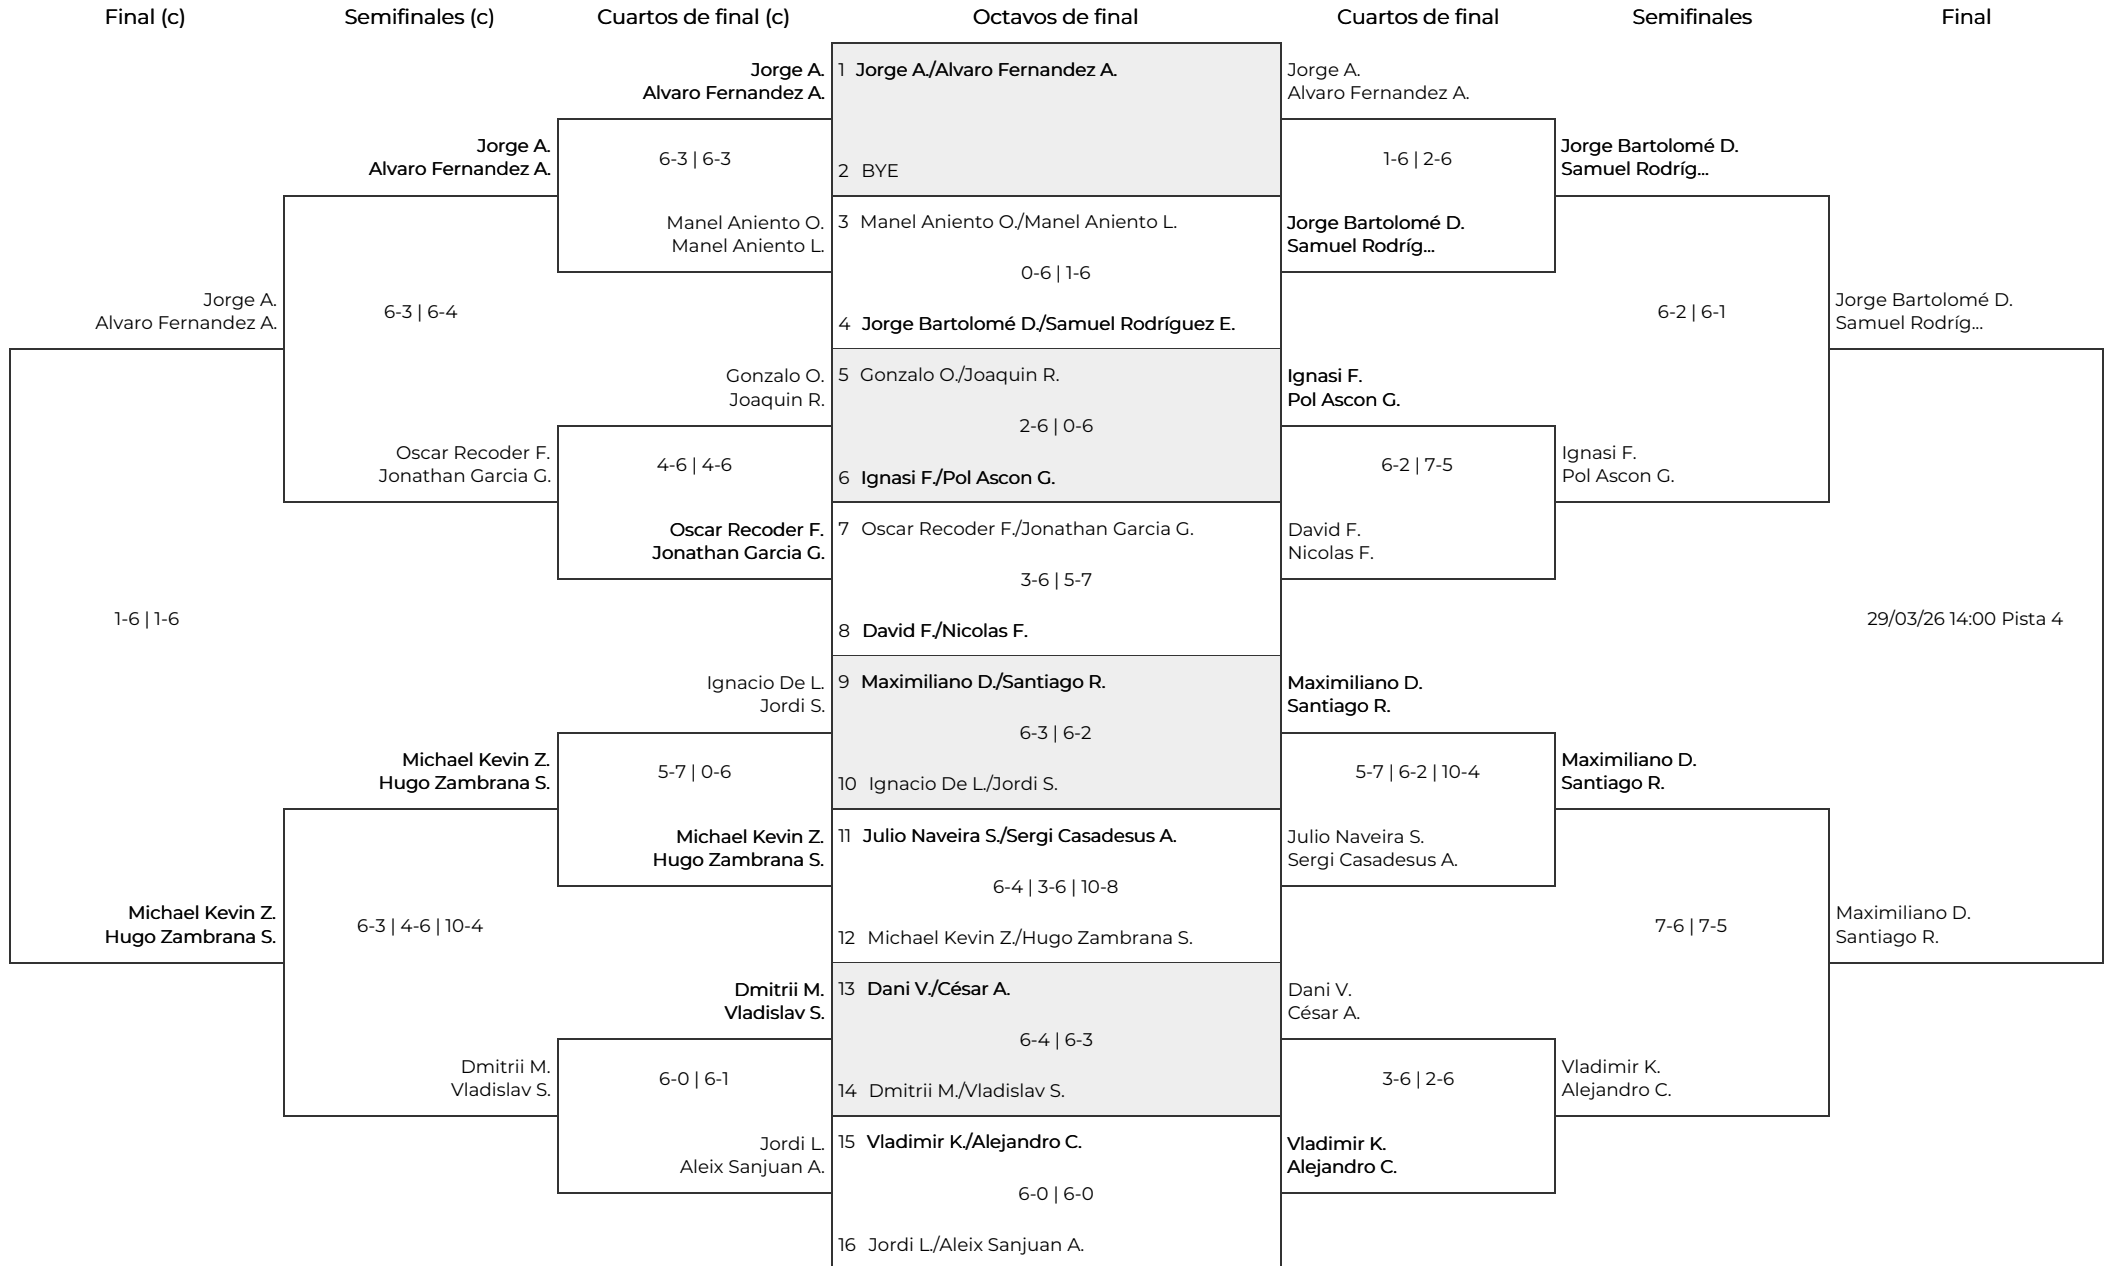 Final (c)
Semifinales (c)
Cuartos de final (c)
Octavos de final
Cuartos de final
Semifinales
Final
Jorge A.
Alvaro Fernandez A.
1-6 | 1-6
Michael Kevin Z.
Hugo Zambrana S.
Jorge A.
Alvaro Fernandez A.
6-3 | 6-4
Oscar Recoder F.
Jonathan Garcia G.
Michael Kevin Z.
Hugo Zambrana S.
6-3 | 4-6 | 10-4
Dmitrii M.
Vladislav S.
Jorge A.
Alvaro Fernandez A.
6-3 | 6-3
Manel Aniento O.
Manel Aniento L.
Gonzalo O.
Joaquin R.
4-6 | 4-6
Oscar Recoder F.
Jonathan Garcia G.
Ignacio De L.
Jordi S.
5-7 | 0-6
Michael Kevin Z.
Hugo Zambrana S.
Dmitrii M.
Vladislav S.
6-0 | 6-1
Jordi L.
Aleix Sanjuan A.
1 Jorge A./Alvaro Fernandez A.
2 BYE
3 Manel Aniento O./Manel Aniento L.
0-6 | 1-6
4 Jorge Bartolomé D./Samuel Rodríguez E.
5 Gonzalo O./Joaquin R.
2-6 | 0-6
6 Ignasi F./Pol Ascon G.
7 Oscar Recoder F./Jonathan Garcia G.
3-6 | 5-7
8 David F./Nicolas F.
9 Maximiliano D./Santiago R.
6-3 | 6-2
10 Ignacio De L./Jordi S.
11 Julio Naveira S./Sergi Casadesus A.
6-4 | 3-6 | 10-8
12 Michael Kevin Z./Hugo Zambrana S.
13 Dani V./César A.
6-4 | 6-3
14 Dmitrii M./Vladislav S.
15 Vladimir K./Alejandro C.
6-0 | 6-0
16 Jordi L./Aleix Sanjuan A.
Jorge A.
Alvaro Fernandez A.
1-6 | 2-6
Jorge Bartolomé D.
Samuel Rodríg...
Ignasi F.
Pol Ascon G.
6-2 | 7-5
David F.
Nicolas F.
Maximiliano D.
Santiago R.
5-7 | 6-2 | 10-4
Julio Naveira S.
Sergi Casadesus A.
Dani V.
César A.
3-6 | 2-6
Vladimir K.
Alejandro C.
Jorge Bartolomé D.
Samuel Rodríg...
6-2 | 6-1
Ignasi F.
Pol Ascon G.
Maximiliano D.
Santiago R.
7-6 | 7-5
Vladimir K.
Alejandro C.
Jorge Bartolomé D.
Samuel Rodríg...
29/03/26 14:00 Pista 4
Maximiliano D.
Santiago R.